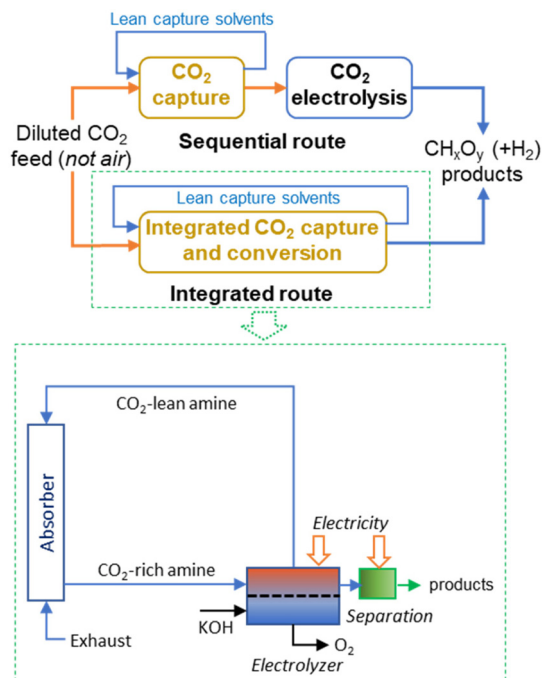 Lean capture solvents
CO₂
capture
CO₂
electrolysis
Diluted CO₂
feed (not air)
Sequential route
CHₓOᵧ (+H₂)
products
Lean capture solvents
Integrated CO₂ capture
and conversion
Integrated route
CO₂-lean amine
Absorber
Electricity
CO₂-rich amine
products
KOH
Separation
Exhaust
O₂
Electrolyzer